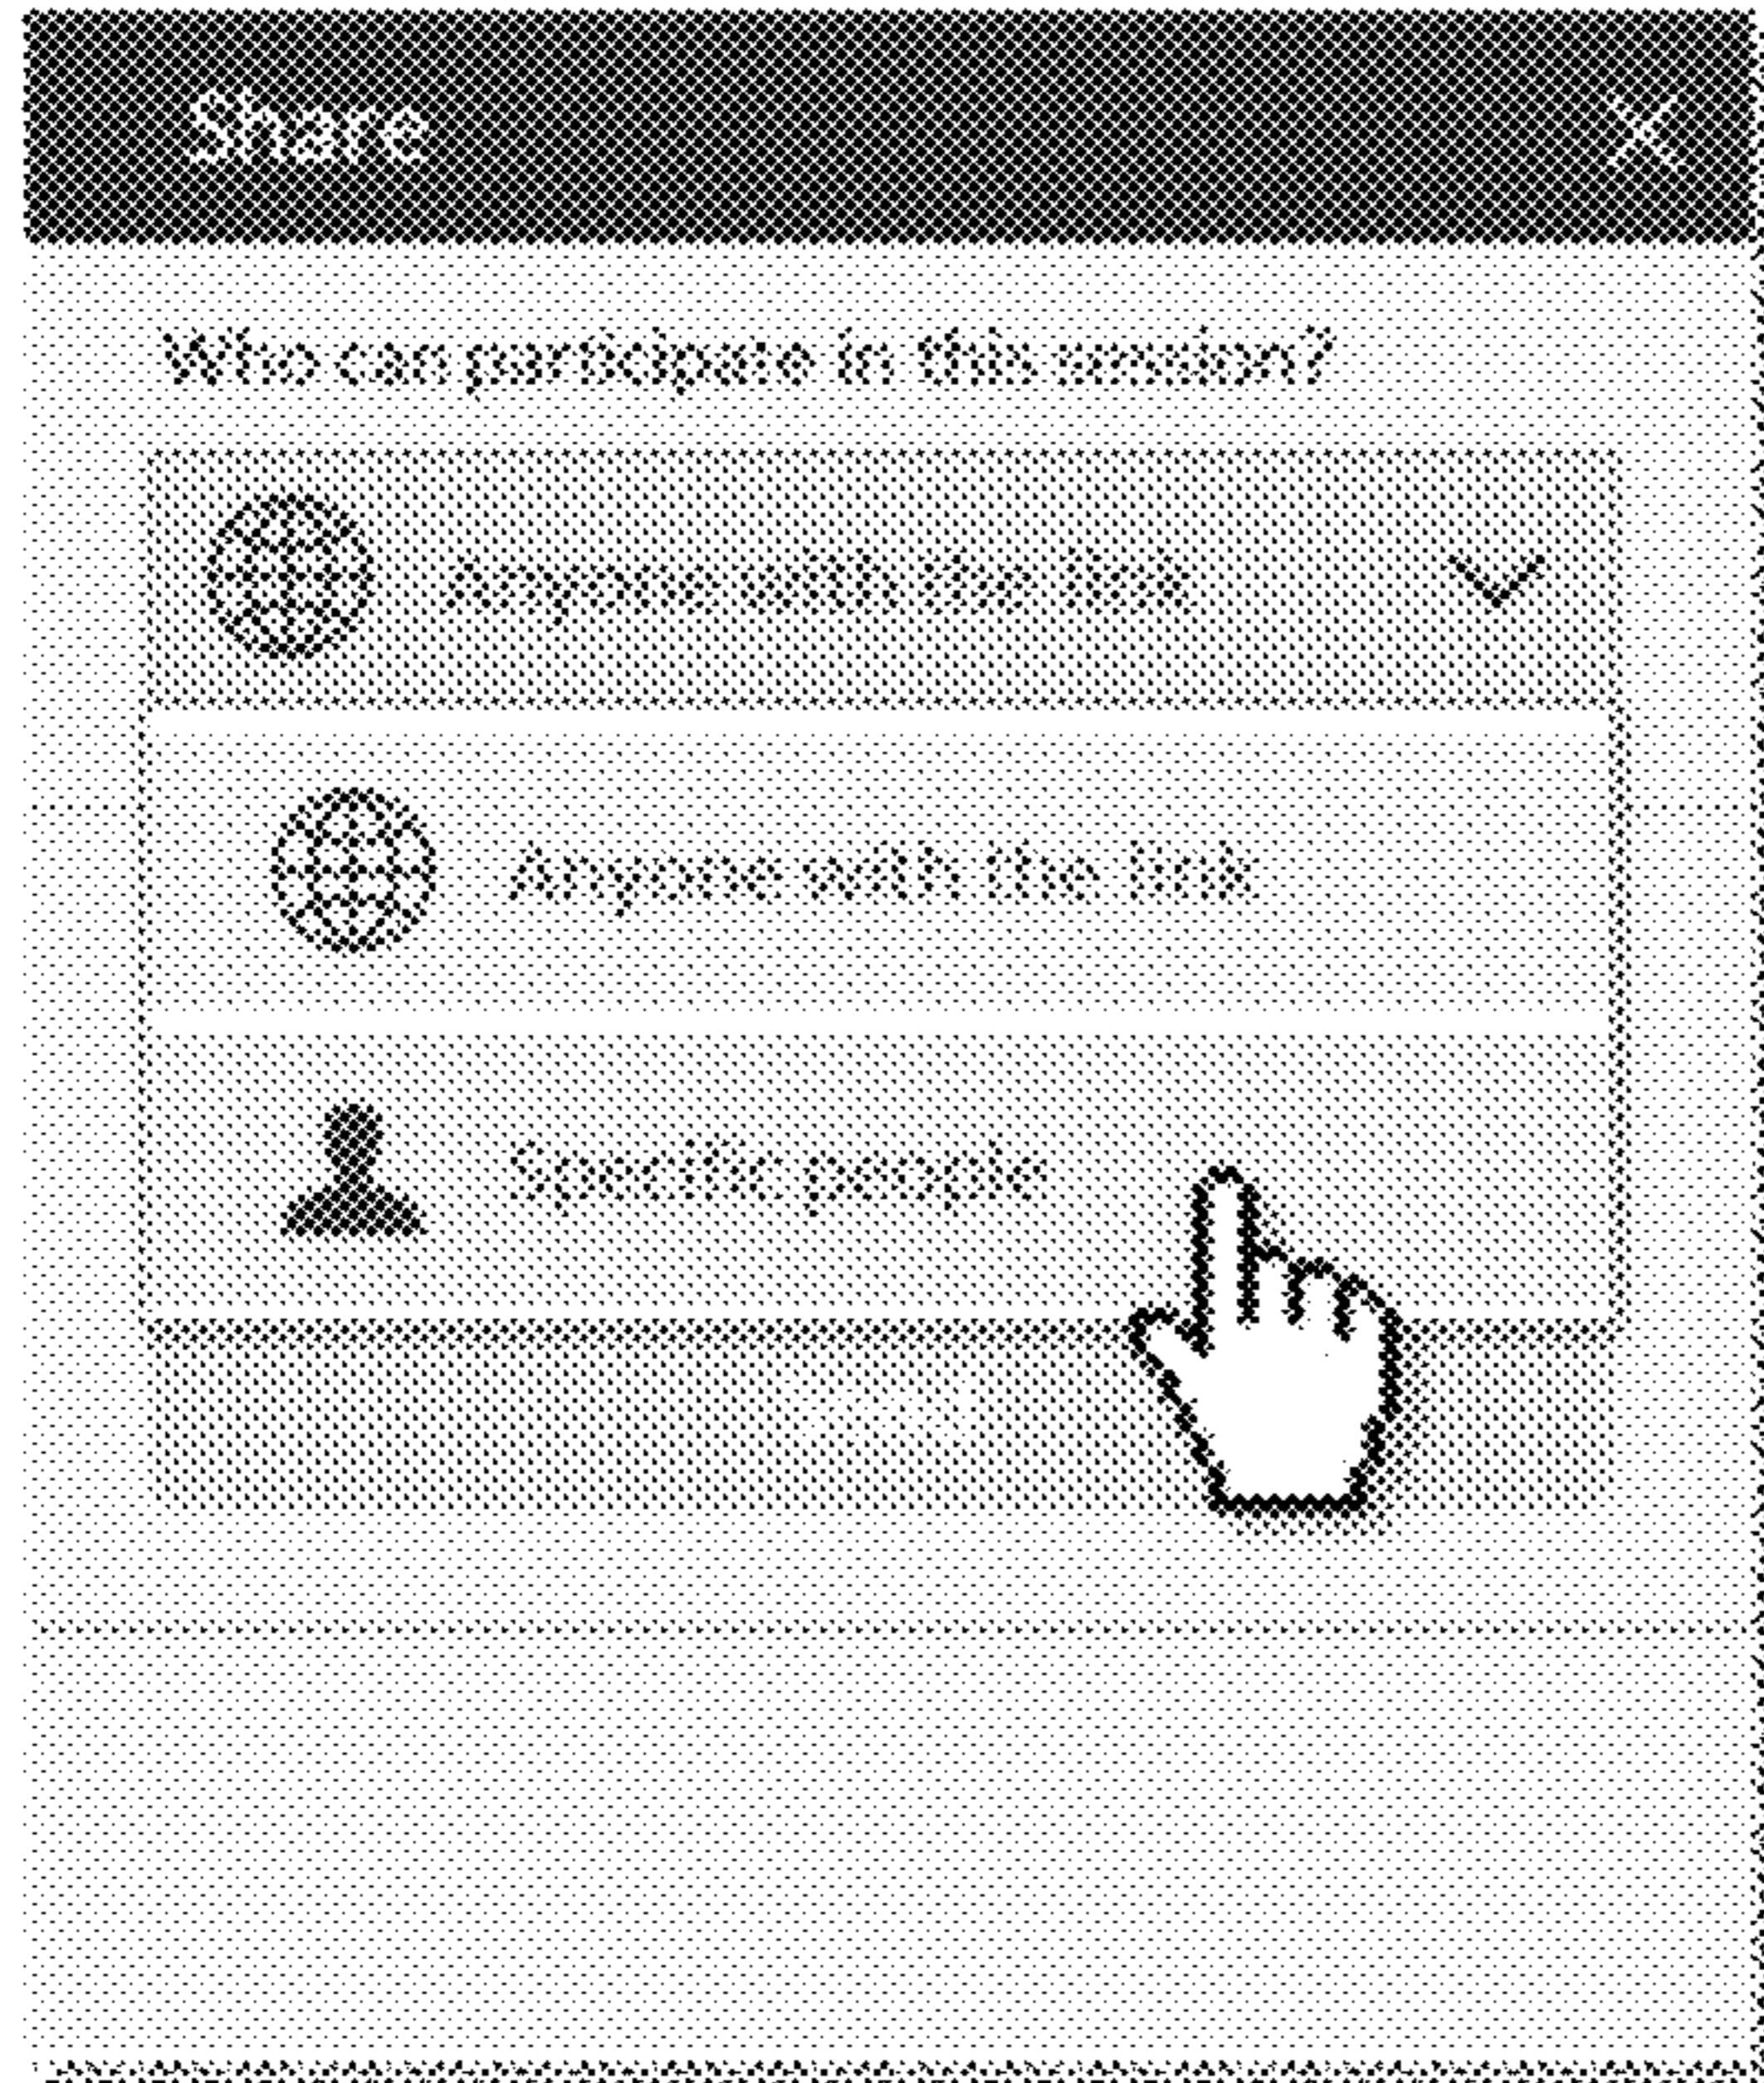 Share
Who can participate in this session?
Anyone with the link
Anyone with the link
Specific people